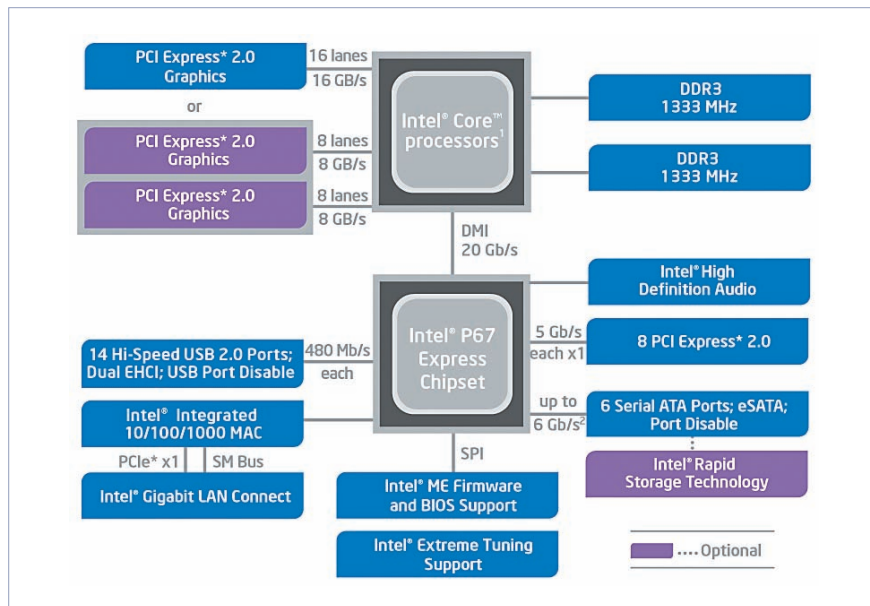 PCI Express* 2.0
Graphics
16 lanes
16 GB/s
or
PCI Express* 2.0
Graphics
8 lanes
8 GB/s
PCI Express* 2.0
Graphics
8 lanes
8 GB/s
Intel® Core™
processors¹
DDR3
1333 MHz
DDR3
1333 MHz
DMI
20 Gb/s
Intel® P67
Express
Chipset
Intel® High
Definition Audio
5 Gb/s
each x1
8 PCI Express* 2.0
14 Hi-Speed USB 2.0 Ports;
Dual EHCI; USB Port Disable
480 Mb/s
each
up to
6 Gb/s²
6 Serial ATA Ports; eSATA;
Port Disable
Intel® Integrated
10/100/1000 MAC
PCIe* x1
SM Bus
Intel® Gigabit LAN Connect
SPI
Intel® ME Firmware
and BIOS Support
Intel® Rapid
Storage Technology
Intel® Extreme Tuning
Support
.... Optional